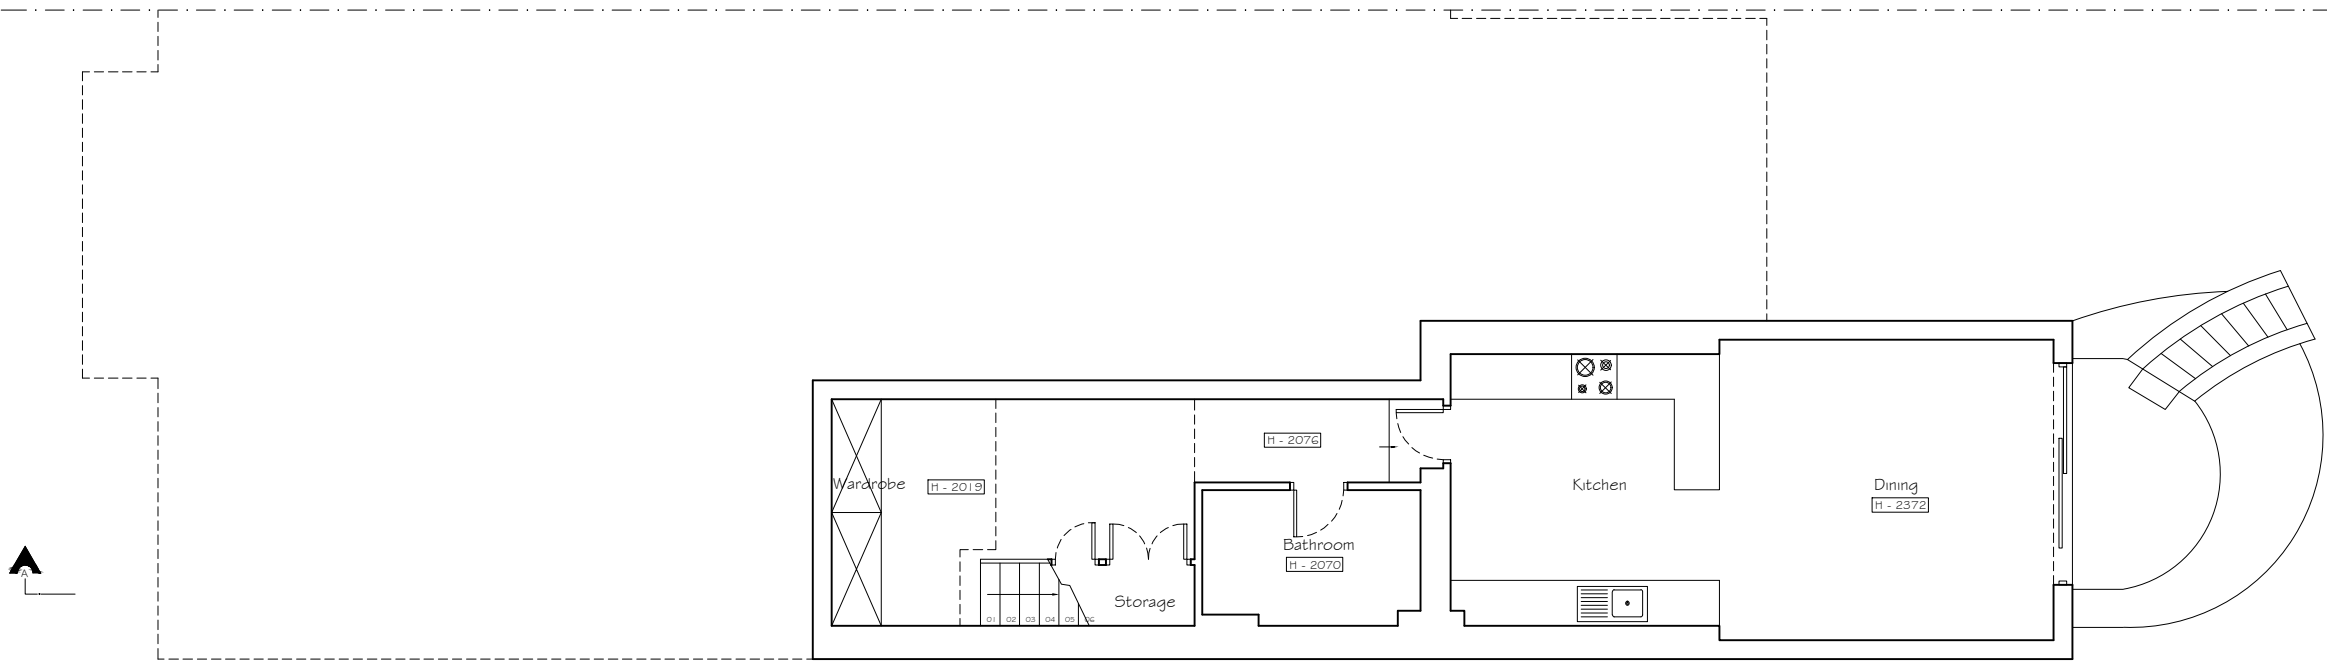 H - 2076
Wardrobe
H - 2019
Kitchen
Dining
H - 2372
Bathroom
H - 2070
A
Storage
01 02 03 04 05 06